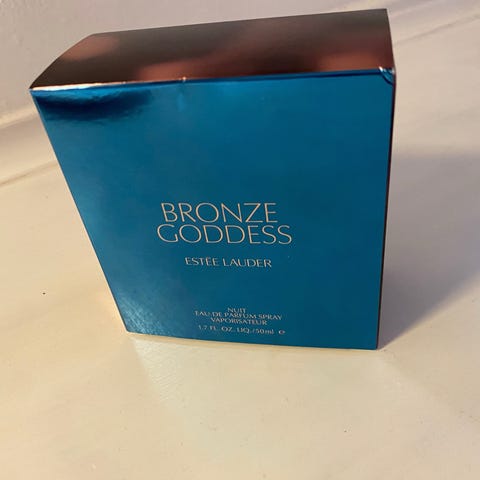 BRONZE
GODDESS
ESTĒE LAUDER
NUIT
EAU DE PARFUM SPRAY
VAPORISATEUR
1.7 FL. OZ. LIQ./50ml ℮